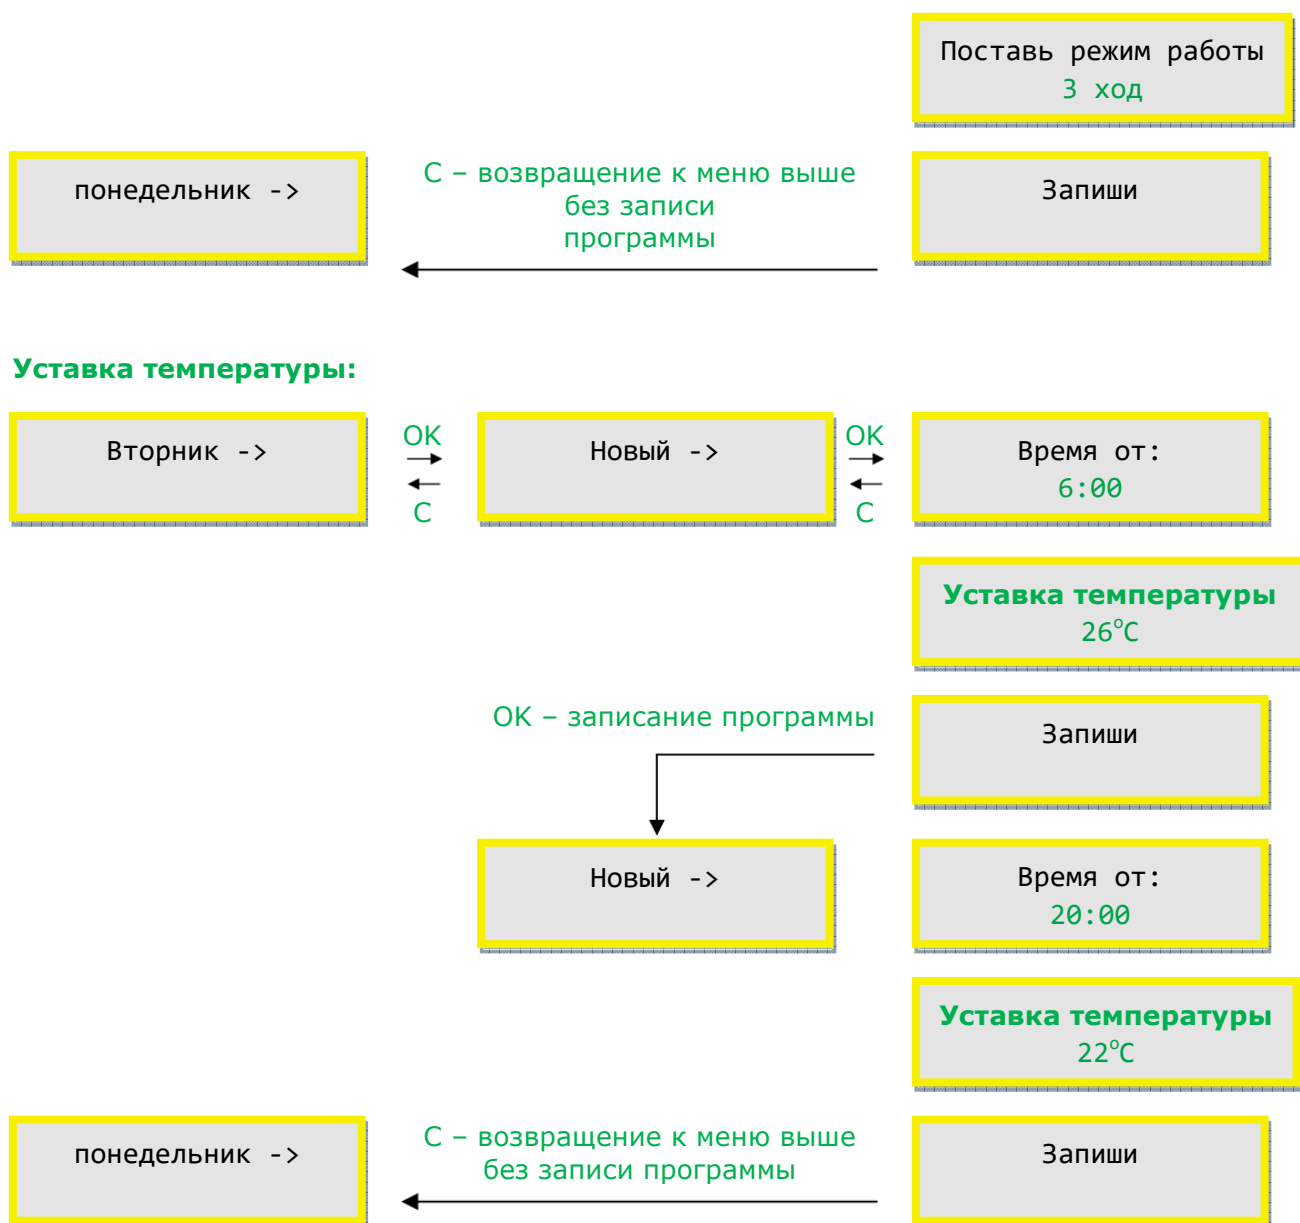 Поставь режим работы
3 ход
понедельник ->
С – возвращение к меню выше
без записи
программы
Запиши
Уставка температуры:
Вторник ->
OK
C
Новый ->
OK
C
Время от:
6:00
Уставка температуры
26°C
OK – записание программы
Запиши
Новый ->
Время от:
20:00
Уставка температуры
22°C
понедельник ->
С – возвращение к меню выше
без записи программы
Запиши